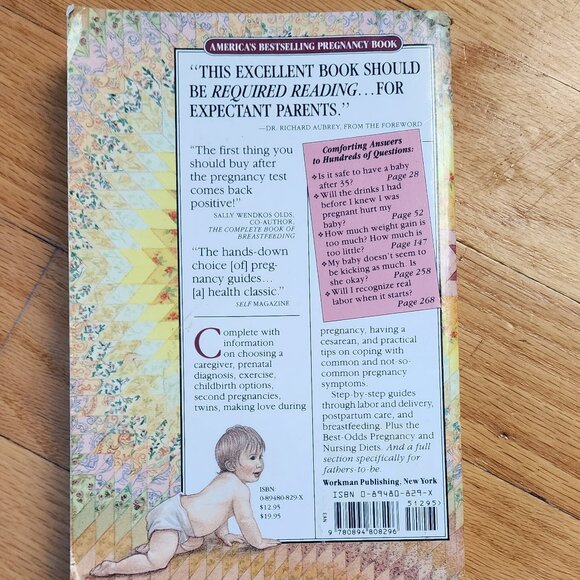 AMERICA'S BESTSELLING PREGNANCY BOOK
"THIS EXCELLENT BOOK SHOULD
BE REQUIRED READING...FOR
EXPECTANT PARENTS."
—DR. RICHARD AUBREY, FROM THE FOREWORD
"The first thing you
should buy after
the pregnancy test
comes back
positive!"
SALLY WENDKOS OLDS,
CO-AUTHOR,
THE COMPLETE BOOK OF
BREASTFEEDING
"The hands-down
choice [of] preg-
nancy guides...
[a] health classic."
SELF MAGAZINE
Comforting Answers
to Hundreds of Questions:
❖Is it safe to have a baby
after 35? Page 28
❖Will the drinks I had
before I knew I was
pregnant hurt my
baby? Page 52
❖How much weight gain is
too much? How much is
too little? Page 147
❖My baby doesn't seem to
be kicking as much. Is
she okay? Page 258
❖Will I recognize real
labor when it starts?
Page 268
Complete with
information
on choosing a
caregiver, prenatal
diagnosis, exercise,
childbirth options,
second pregnancies,
twins, making love during
pregnancy, having a
cesarean, and practical
tips on coping with
common and not-so-
common pregnancy
symptoms.
Step-by-step guides
through labor and delivery,
postpartum care, and
breastfeeding. Plus the
Best-Odds Pregnancy and
Nursing Diets. And a full
section specifically for
fathers-to-be.
Workman Publishing, New York
ISBN:
0-89480-829-X
$12.95
$19.95
ISBN 0-89480-829-X
51295
EAN
9 780894 808296